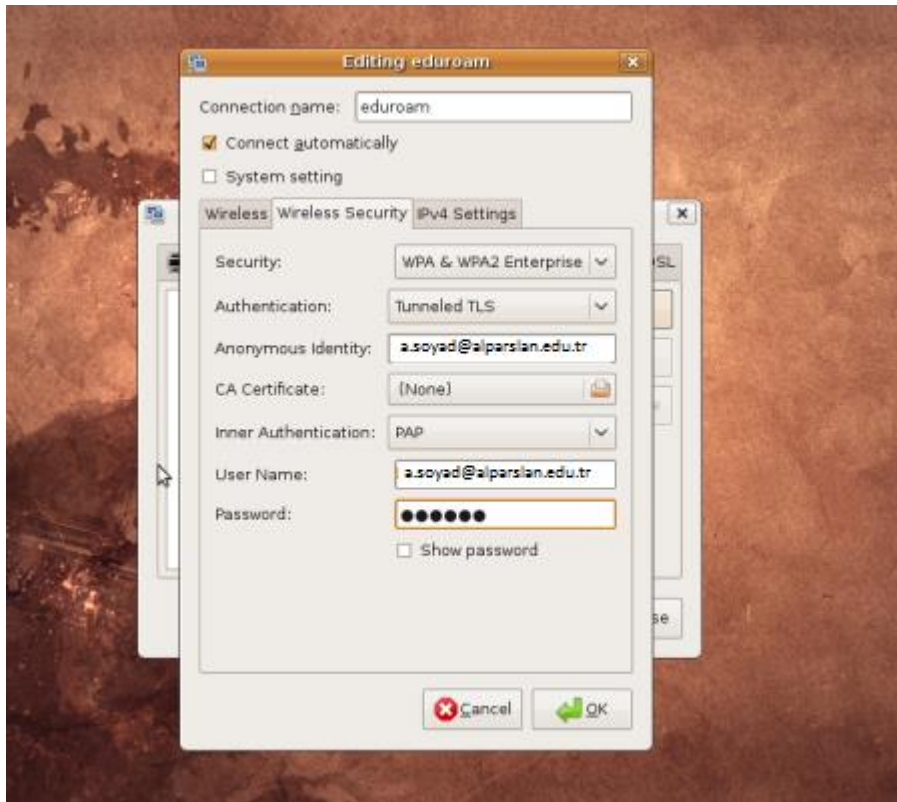 Editing eduroam
Connection name: eduroam
Connect automatically
System setting
Wireless Wireless Security IPv4 Settings
SL
Security: WPA & WPA2 Enterprise
Authentication: Tunneled TLS
Anonymous Identity: a.soyad@alparslan.edu.tr
CA Certificate: (None)
Inner Authentication: PAP
User Name: a.soyad@alparslan.edu.tr
Password: ●●●●●●
Show password
se
Cancel OK